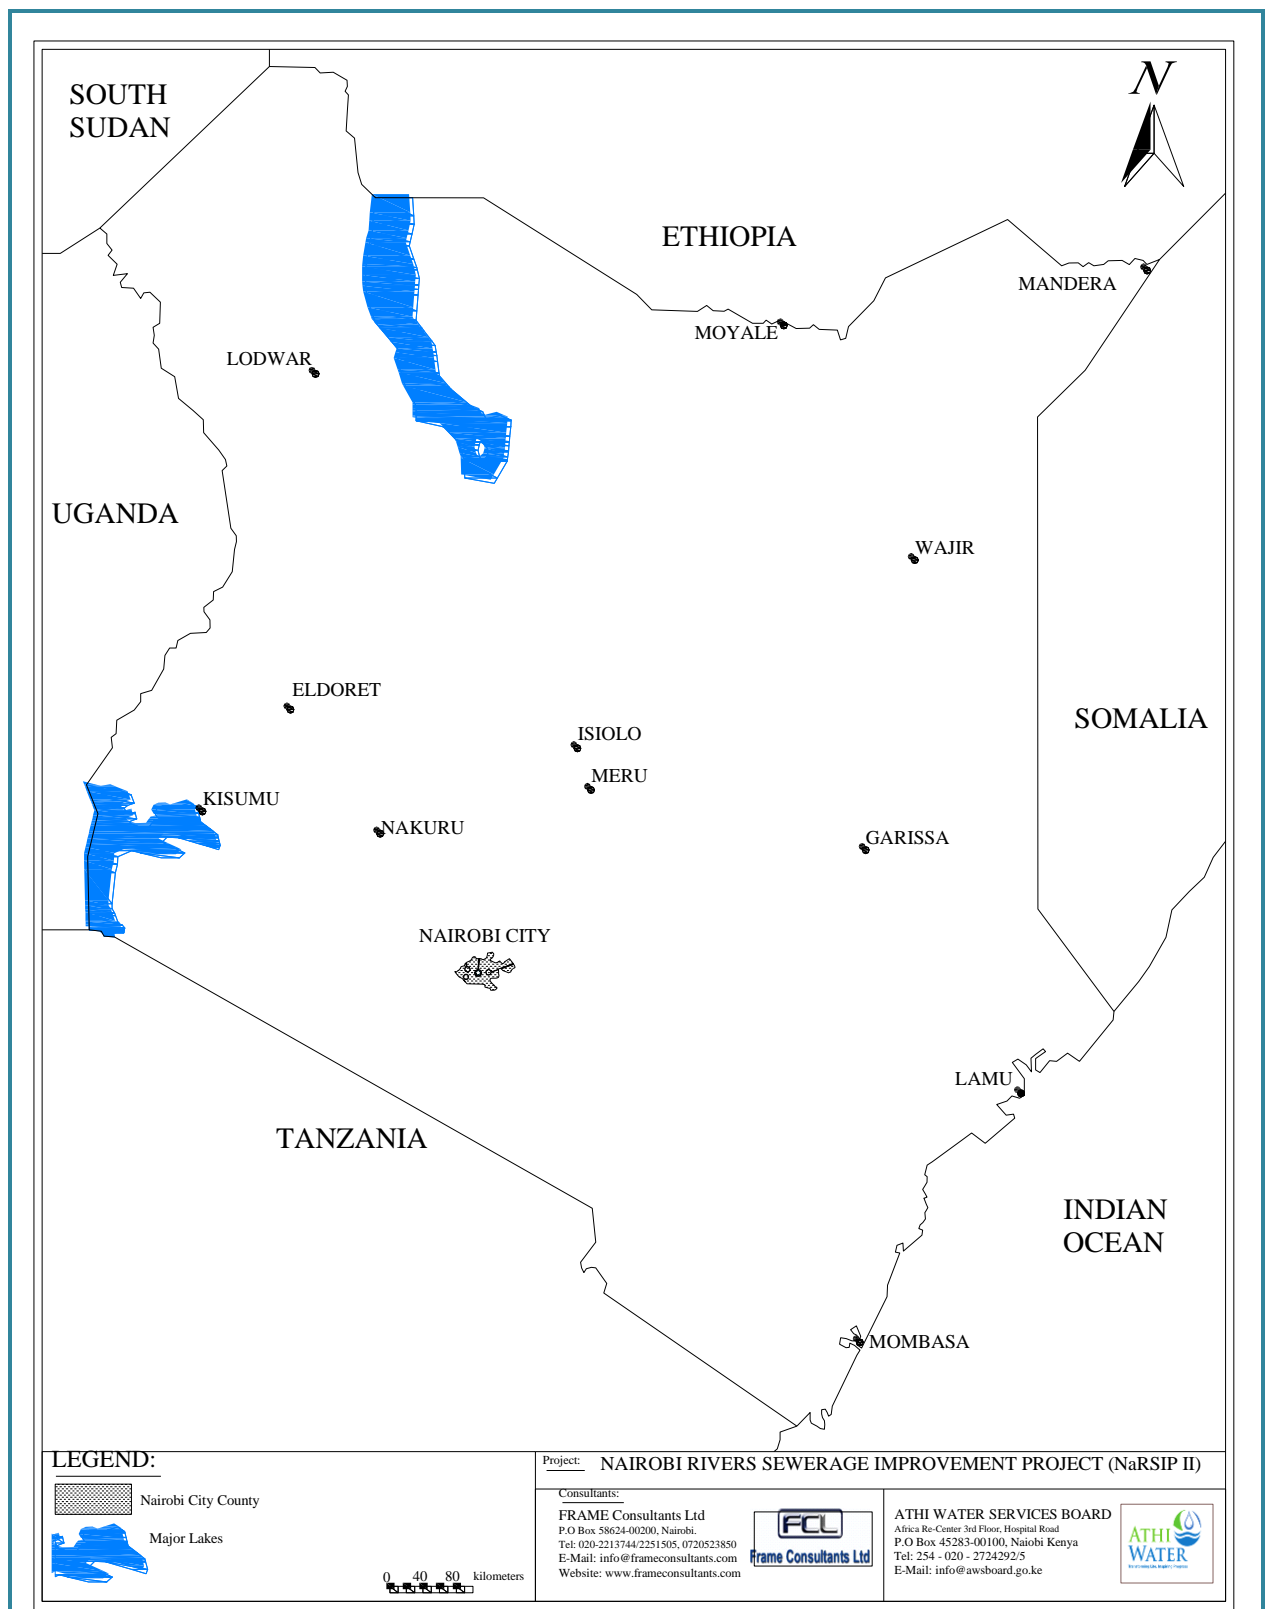 N
SOUTH
SUDAN
ETHIOPIA
MANDERA
MOYALE
LODWAR
UGANDA
WAJIR
ELDORET
SOMALIA
ISIOLO
MERU
KISUMU
NAKURU
GARISSA
NAIROBI CITY
LAMU
TANZANIA
INDIAN
OCEAN
MOMBASA
LEGEND:
Nairobi City County
Major Lakes
0 40 80 kilometers
Project: NAIROBI RIVERS SEWERAGE IMPROVEMENT PROJECT (NaRSIP II)
Consultants:
FRAME Consultants Ltd
P.O Box 58624-00200, Nairobi.
Tel: 020-2213744/2251505, 0720523850
E-Mail: info@frameconsultants.com
Website: www.frameconsultants.com
FCL
Frame Consultants Ltd
ATHI WATER SERVICES BOARD
Africa Re-Center 3rd Floor, Hospital Road
P.O Box 45283-00100, Naiobi Kenya
Tel: 254 - 020 - 2724292/5
E-Mail: info@awsboard.go.ke
ATHI
WATER